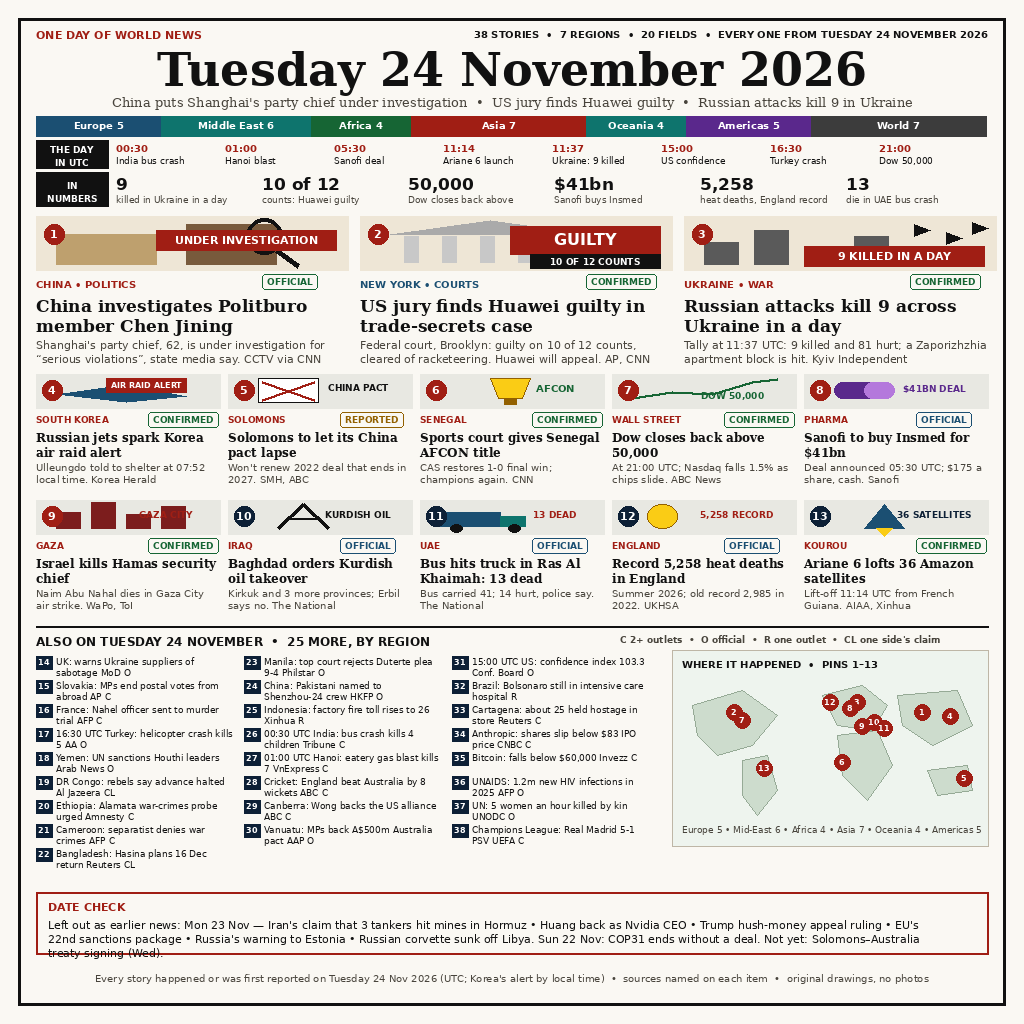 ONE DAY OF WORLD NEWS
38 STORIES • 7 REGIONS • 20 FIELDS • EVERY ONE FROM TUESDAY 24 NOVEMBER 2026
Tuesday 24 November 2026
China puts Shanghai's party chief under investigation • US jury finds Huawei guilty • Russian attacks kill 9 in Ukraine
Europe 5
Middle East 6
Africa 4
Asia 7
Oceania 4
Americas 5
World 7
THE DAY
IN UTC
00:30
India bus crash
01:00
Hanoi blast
05:30
Sanofi deal
11:14
Ariane 6 launch
11:37
Ukraine: 9 killed
15:00
US confidence
16:30
Turkey crash
21:00
Dow 50,000
IN
NUMBERS
9
killed in Ukraine in a day
10 of 12
counts: Huawei guilty
50,000
Dow closes back above
$41bn
Sanofi buys Insmed
5,258
heat deaths, England record
13
die in UAE bus crash
1
UNDER INVESTIGATION
CHINA • POLITICS
OFFICIAL
China investigates Politburo
member Chen Jining
Shanghai's party chief, 62, is under investigation for
“serious violations”, state media say. CCTV via CNN
2
GUILTY
10 OF 12 COUNTS
NEW YORK • COURTS
CONFIRMED
US jury finds Huawei guilty in
trade-secrets case
Federal court, Brooklyn: guilty on 10 of 12 counts,
cleared of racketeering. Huawei will appeal. AP, CNN
3
9 KILLED IN A DAY
UKRAINE • WAR
CONFIRMED
Russian attacks kill 9 across
Ukraine in a day
Tally at 11:37 UTC: 9 killed and 81 hurt; a Zaporizhzhia
apartment block is hit. Kyiv Independent
4
AIR RAID ALERT
SOUTH KOREA
CONFIRMED
Russian jets spark Korea
air raid alert
Ulleungdo told to shelter at 07:52
local time. Korea Herald
5
CHINA PACT
SOLOMONS
REPORTED
Solomons to let its China
pact lapse
Won't renew 2022 deal that ends in
2027. SMH, ABC
6
AFCON
SENEGAL
CONFIRMED
Sports court gives Senegal
AFCON title
CAS restores 1-0 final win;
champions again. CNN
7
DOW 50,000
WALL STREET
CONFIRMED
Dow closes back above
50,000
At 21:00 UTC; Nasdaq falls 1.5% as
chips slide. ABC News
8
$41BN DEAL
PHARMA
OFFICIAL
Sanofi to buy Insmed for
$41bn
Deal announced 05:30 UTC; $175 a
share, cash. Sanofi
9
GAZA CITY
GAZA
CONFIRMED
Israel kills Hamas security
chief
Naim Abu Nahal dies in Gaza City
air strike. WaPo, ToI
10
KURDISH OIL
IRAQ
OFFICIAL
Baghdad orders Kurdish
oil takeover
Kirkuk and 3 more provinces; Erbil
says no. The National
11
13 DEAD
UAE
OFFICIAL
Bus hits truck in Ras Al
Khaimah: 13 dead
Bus carried 41; 14 hurt, police say.
The National
12
5,258 RECORD
ENGLAND
OFFICIAL
Record 5,258 heat deaths
in England
Summer 2026; old record 2,985 in
2022. UKHSA
13
36 SATELLITES
KOUROU
CONFIRMED
Ariane 6 lofts 36 Amazon
satellites
Lift-off 11:14 UTC from French
Guiana. AIAA, Xinhua
ALSO ON TUESDAY 24 NOVEMBER • 25 MORE, BY REGION
C 2+ outlets • O official • R one outlet • CL one side's claim
14 UK: warns Ukraine suppliers of
sabotage MoD O
15 Slovakia: MPs end postal votes from
abroad AP C
16 France: Nahel officer sent to murder
trial AFP C
17 16:30 UTC Turkey: helicopter crash kills
5 AA O
18 Yemen: UN sanctions Houthi leaders
Arab News O
19 DR Congo: rebels say advance halted
Al Jazeera CL
20 Ethiopia: Alamata war-crimes probe
urged Amnesty C
21 Cameroon: separatist denies war
crimes AFP C
22 Bangladesh: Hasina plans 16 Dec
return Reuters CL
23 Manila: top court rejects Duterte plea
9-4 Philstar O
24 China: Pakistani named to
Shenzhou-24 crew HKFP O
25 Indonesia: factory fire toll rises to 26
Xinhua R
26 00:30 UTC India: bus crash kills 4
children Tribune C
27 01:00 UTC Hanoi: eatery gas blast kills
7 VnExpress C
28 Cricket: England beat Australia by 8
wickets ABC C
29 Canberra: Wong backs the US alliance
ABC C
30 Vanuatu: MPs back A$500m Australia
pact AAP O
31 15:00 UTC US: confidence index 103.3
Conf. Board O
32 Brazil: Bolsonaro still in intensive care
hospital R
33 Cartagena: about 25 held hostage in
store Reuters C
34 Anthropic: shares slip below $83 IPO
price CNBC C
35 Bitcoin: falls below $60,000 Invezz C
36 UNAIDS: 1.2m new HIV infections in
2025 AFP O
37 UN: 5 women an hour killed by kin
UNODC O
38 Champions League: Real Madrid 5-1
PSV UEFA C
WHERE IT HAPPENED • PINS 1–13
2
7
12
3
8
9
10
11
1
4
6
13
5
Europe 5 • Mid-East 6 • Africa 4 • Asia 7 • Oceania 4 • Americas 5
DATE CHECK
Left out as earlier news: Mon 23 Nov — Iran's claim that 3 tankers hit mines in Hormuz • Huang back as Nvidia CEO • Trump hush-money appeal ruling • EU's
22nd sanctions package • Russia's warning to Estonia • Russian corvette sunk off Libya. Sun 22 Nov: COP31 ends without a deal. Not yet: Solomons–Australia
treaty signing (Wed).
Every story happened or was first reported on Tuesday 24 Nov 2026 (UTC; Korea's alert by local time) • sources named on each item • original drawings, no photos